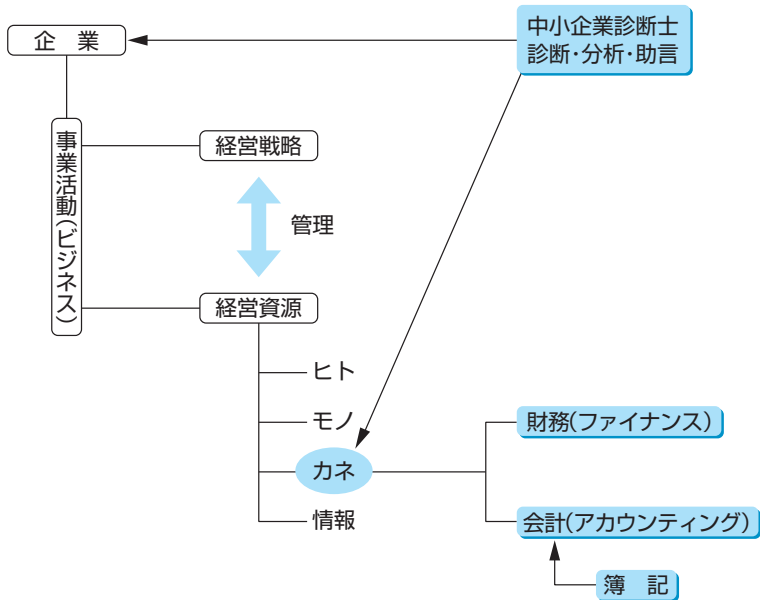 企　業
中小企業診断士
診断・分析・助言
事業活動(ビジネス)
経営戦略
管理
経営資源
ヒト
モノ
カネ
情報
財務(ファイナンス)
会計(アカウンティング)
簿　記